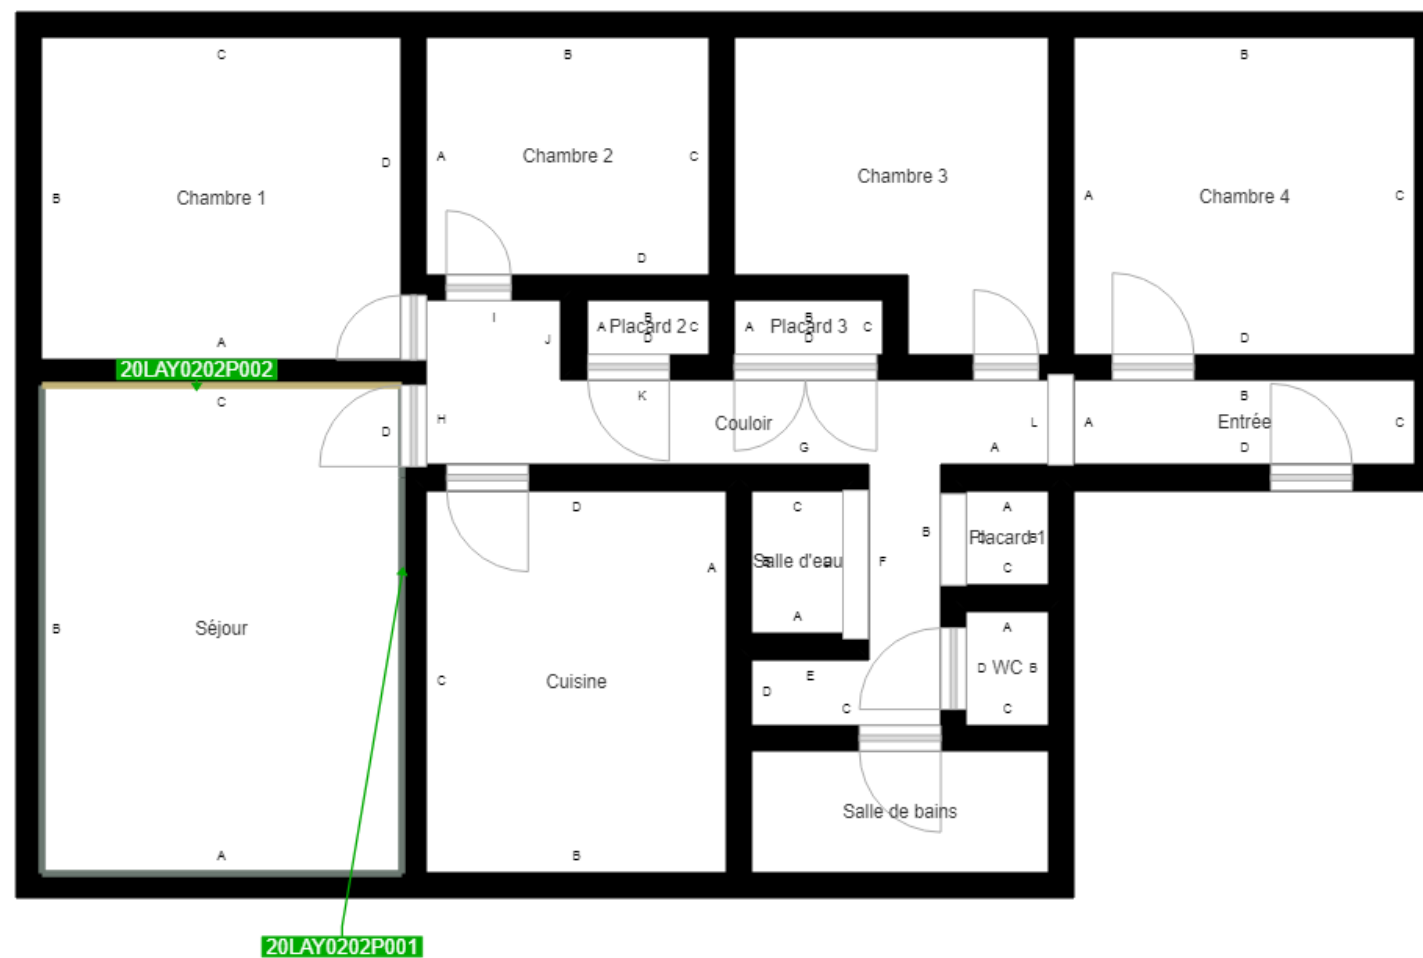 C
B
B
B
Chambre 1
D
A
A
Chambre 2
C
D
Chambre 3
A
Chambre 4
C
D
20LAY0202P002
C
D
B
Séjour
A
20LAY0202P001
I
J
H
K
Couloir
G
A
L
A
Placard 2
B
D
C
A
Placard 3
B
D
C
A
B
Entrée
D
C
D
A
C
Cuisine
B
C
Salle d'eau
B
A
F
B
A
Placard 1
B
C
A
D
WC
B
C
E
D
C
Salle de bains